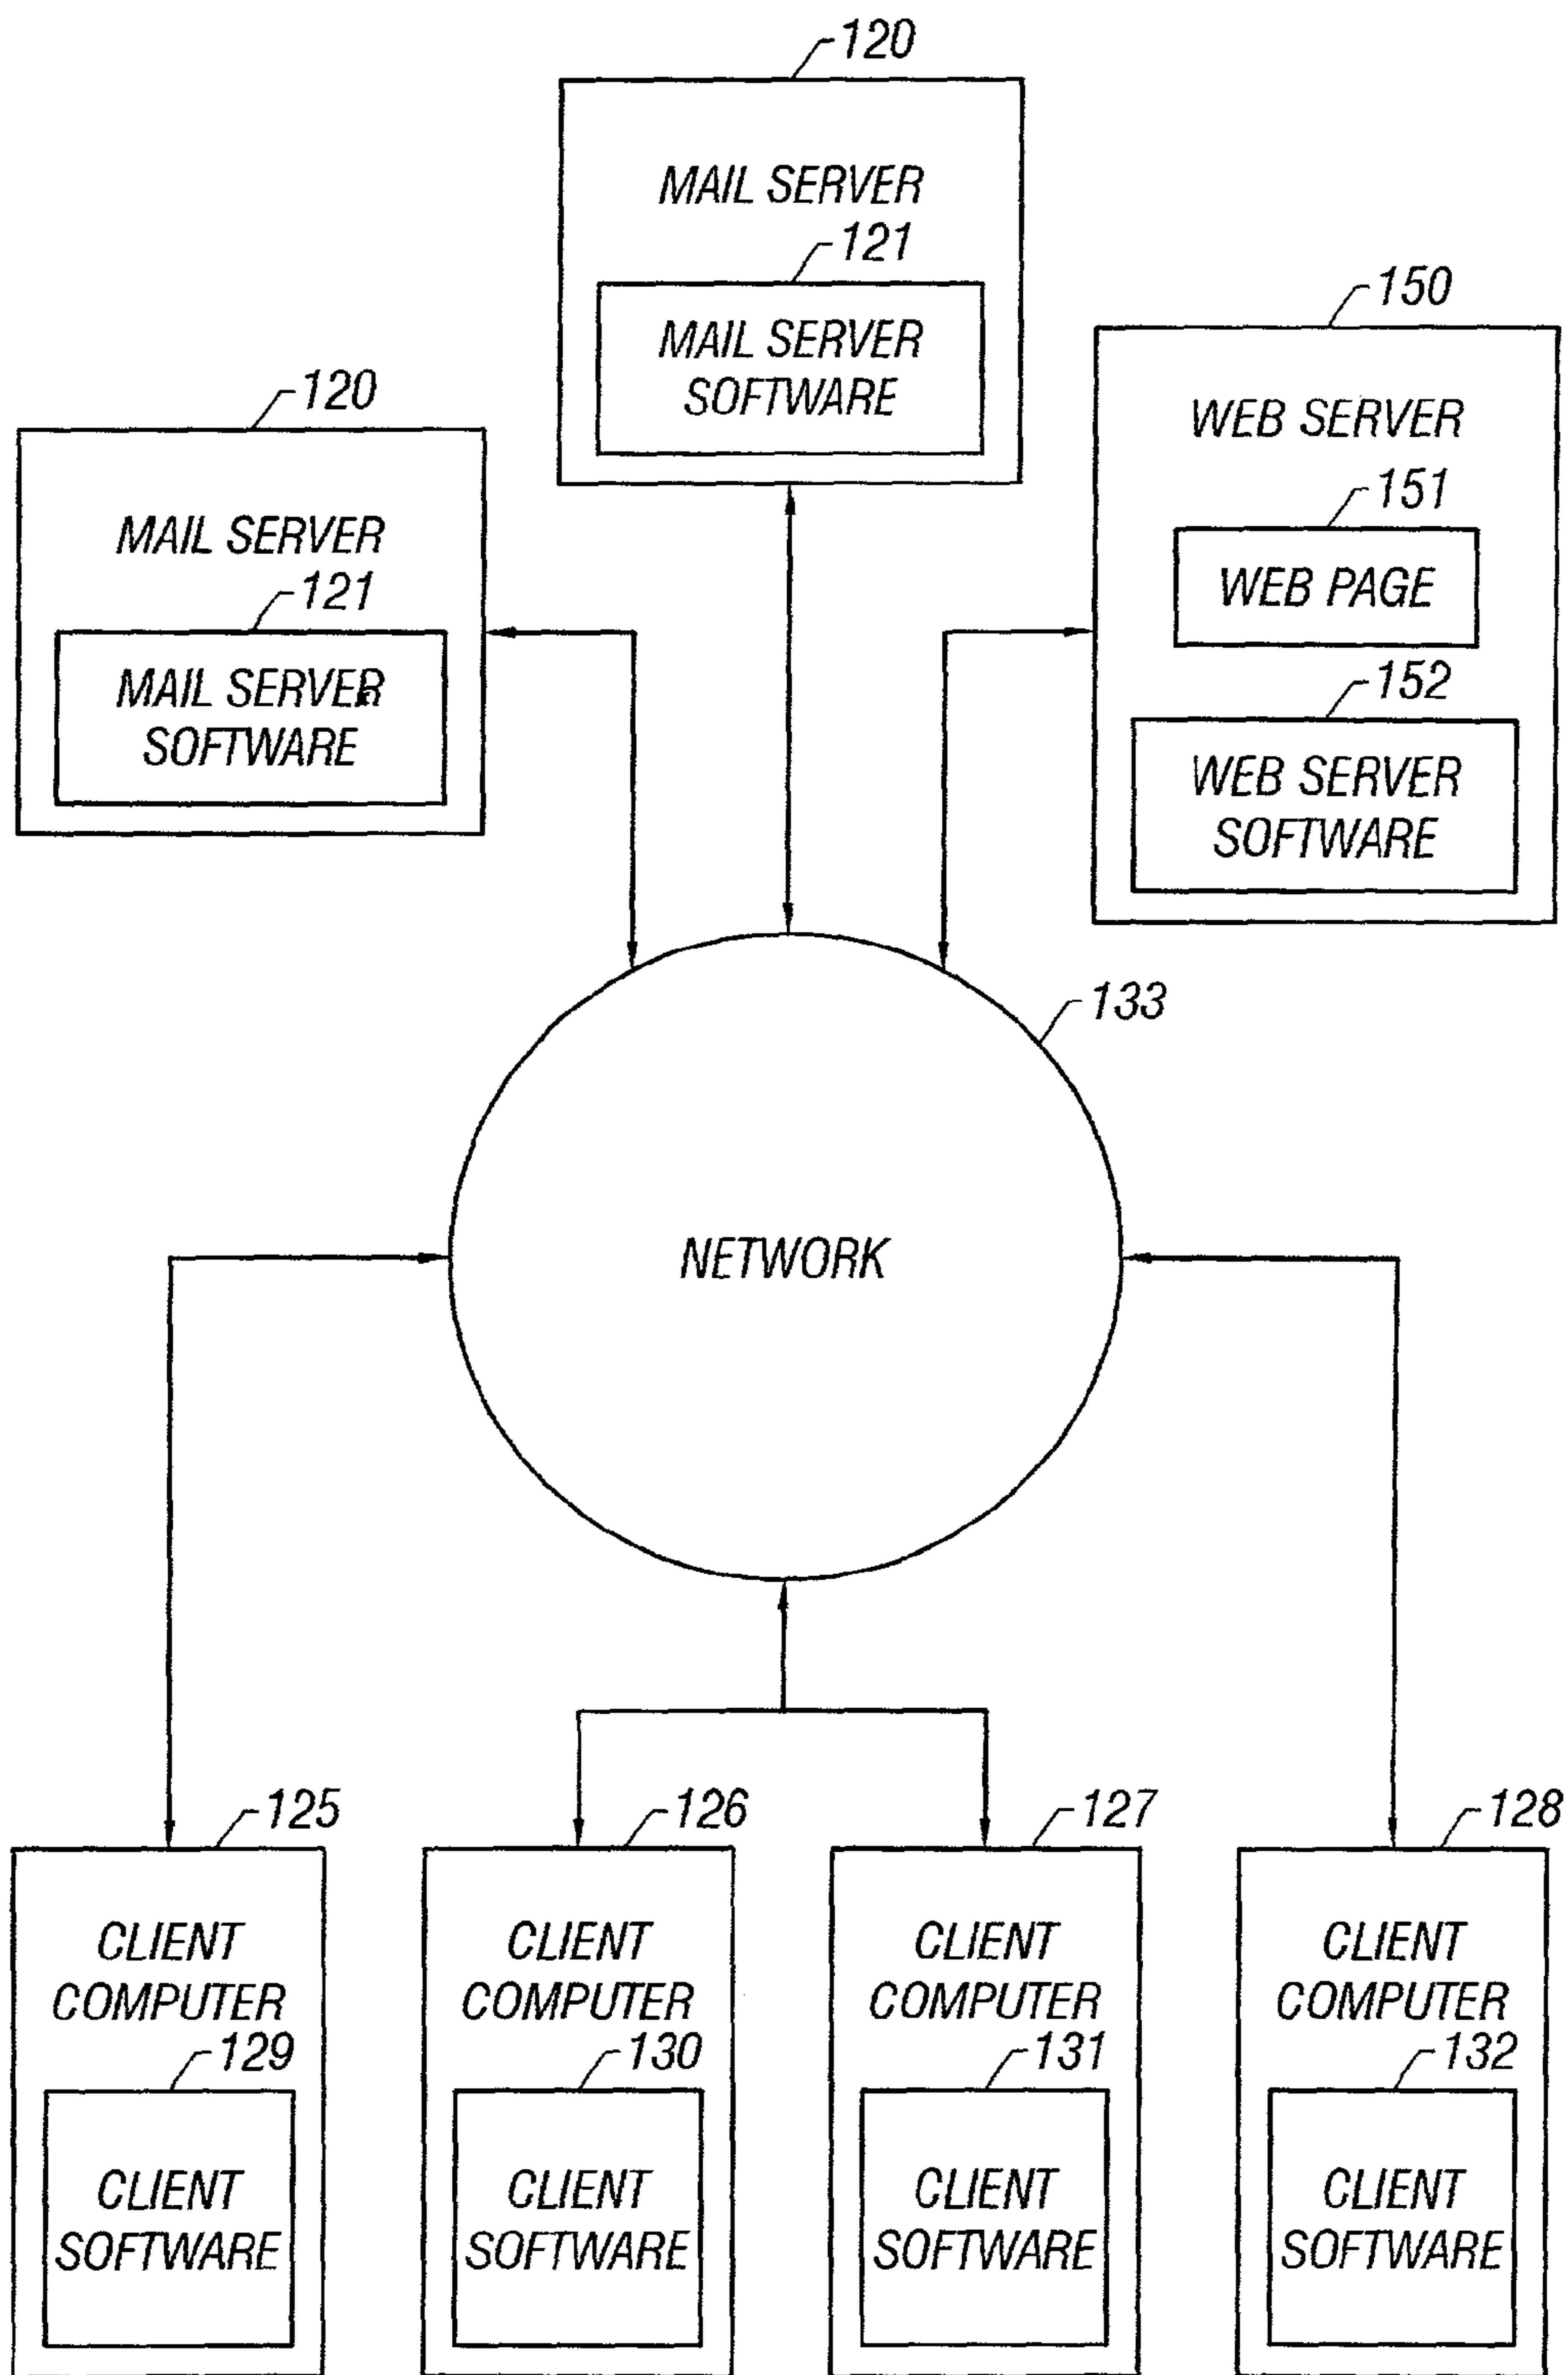 120
MAIL SERVER
121
MAIL SERVER
SOFTWARE
150
WEB SERVER
151
WEB PAGE
152
WEB SERVER
SOFTWARE
120
MAIL SERVER
121
MAIL SERVER
SOFTWARE
133
NETWORK
125
CLIENT
COMPUTER
129
CLIENT
SOFTWARE
126
CLIENT
COMPUTER
130
CLIENT
SOFTWARE
127
CLIENT
COMPUTER
131
CLIENT
SOFTWARE
128
CLIENT
COMPUTER
132
CLIENT
SOFTWARE